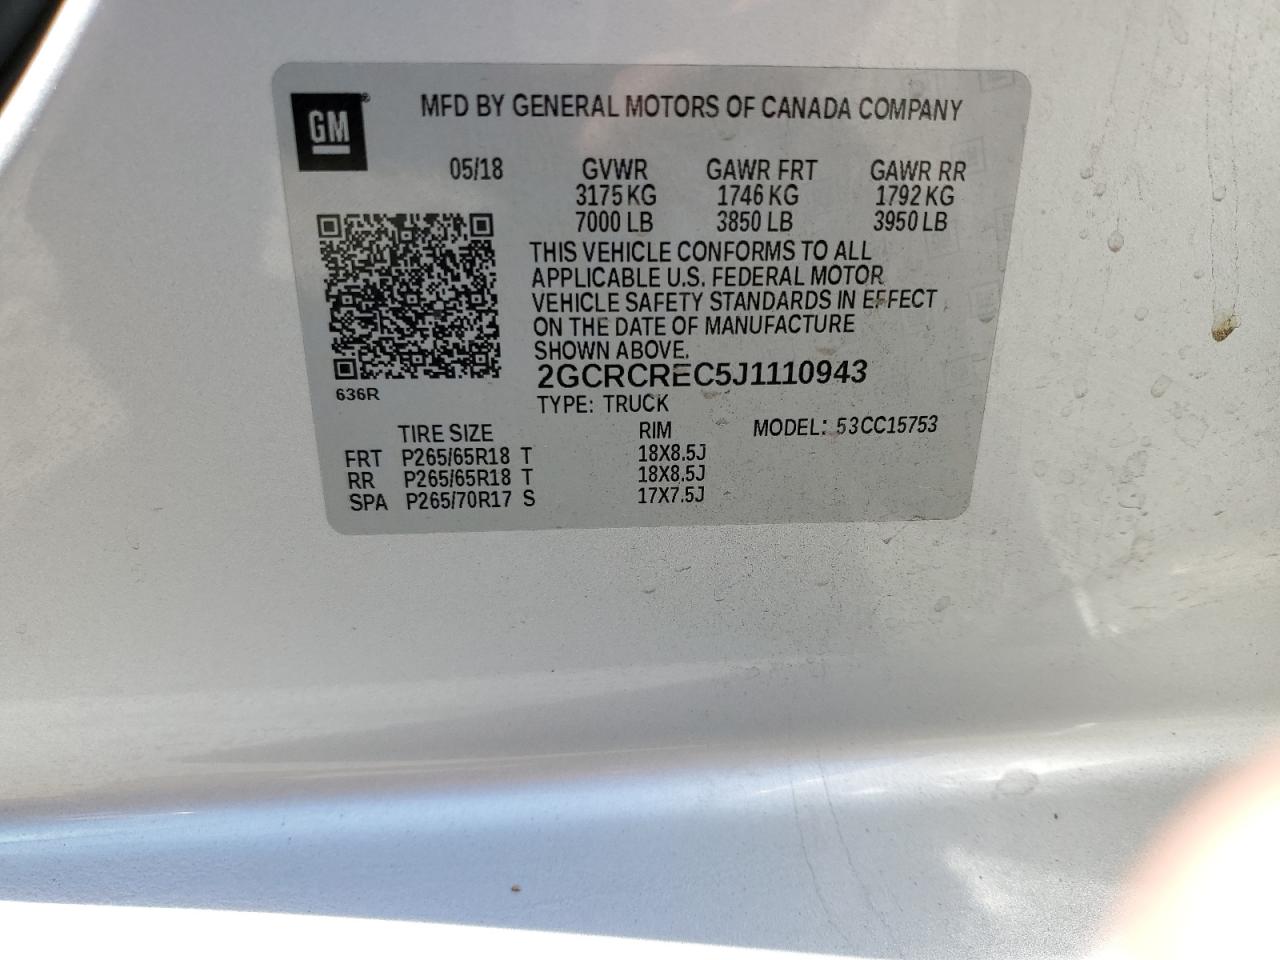 GM
MFD BY GENERAL MOTORS OF CANADA COMPANY
05/18 GVWR GAWR FRT GAWR RR
3175 KG 1746 KG 1792 KG
7000 LB 3850 LB 3950 LB
THIS VEHICLE CONFORMS TO ALL
APPLICABLE U.S. FEDERAL MOTOR
VEHICLE SAFETY STANDARDS IN EFFECT
ON THE DATE OF MANUFACTURE
SHOWN ABOVE.
2GCRCREC5J1110943
636R
TYPE: TRUCK
TIRE SIZE RIM MODEL: 53CC15753
FRT P265/65R18 T 18X8.5J
RR P265/65R18 T 18X8.5J
SPA P265/70R17 S 17X7.5J